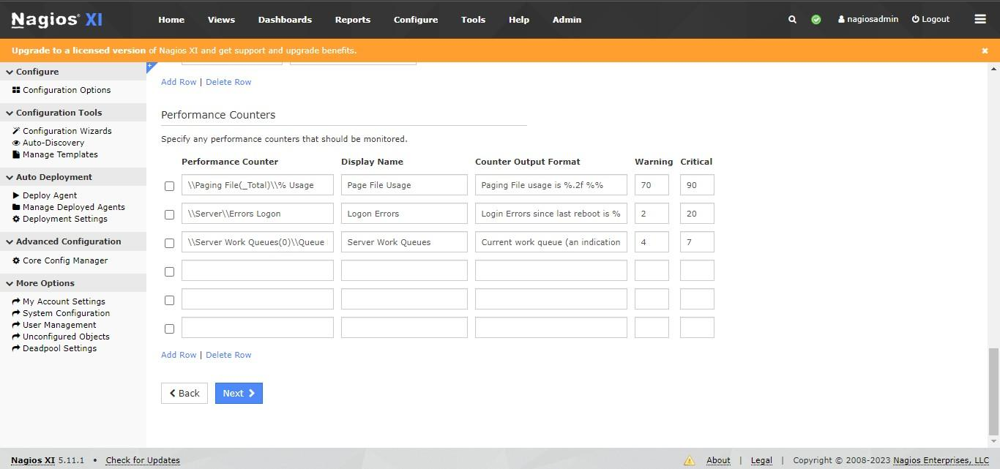 Nagios XI
Home Views Dashboards Reports Configure Tools Help Admin nagiosadmin Logout
Upgrade to a licensed version of Nagios XI and get support and upgrade benefits.
Configure
Configuration Options
Configuration Tools
Configuration Wizards
Auto-Discovery
Manage Templates
Auto Deployment
Deploy Agent
Manage Deployed Agents
Deployment Settings
Advanced Configuration
Core Config Manager
More Options
My Account Settings
System Configuration
User Management
Unconfigured Objects
Deadpool Settings
Add Row | Delete Row
Performance Counters
Specify any performance counters that should be monitored.
Performance Counter Display Name Counter Output Format Warning Critical
\\Paging File(_Total)\\% Usage Page File Usage Paging File usage is %.2f %% 70 90
\\Server\\Errors Logon Logon Errors Login Errors since last reboot is % 2 20
\\Server Work Queues(0)\\Queue Server Work Queues Current work queue (an indication 4 7
Add Row | Delete Row
Back Next
Nagios XI 5.11.1 • Check for Updates About | Legal | Copyright © 2008-2023 Nagios Enterprises, LLC